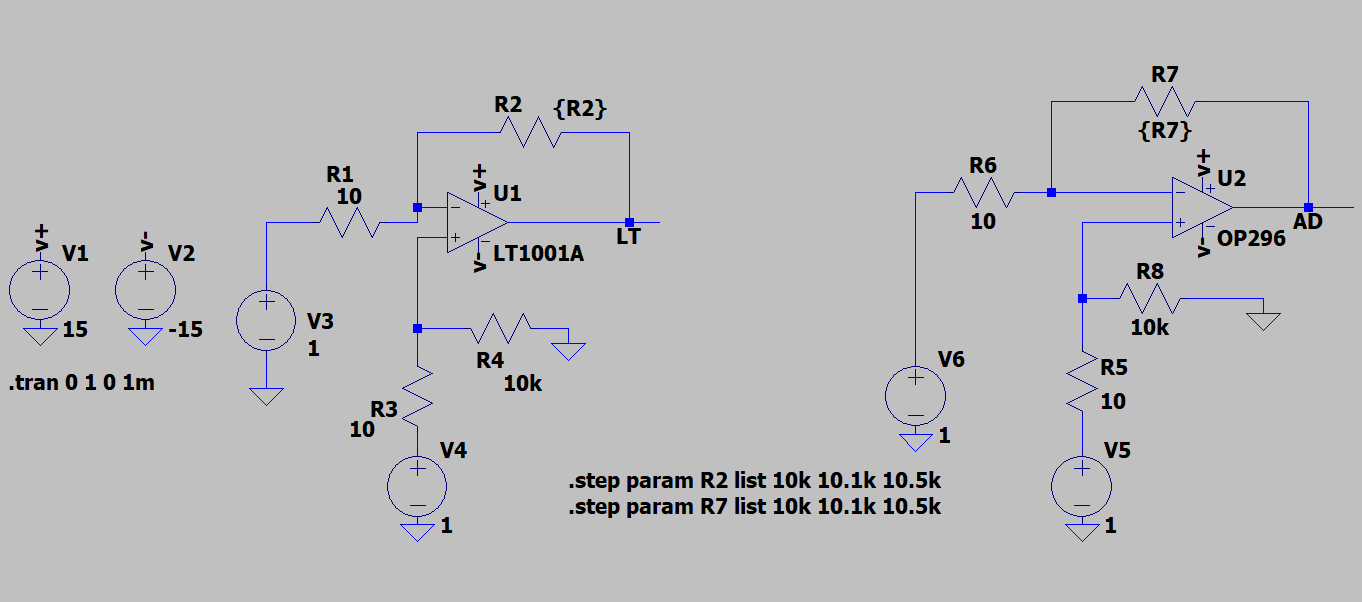 R7
{R7}
R2 {R2}
v+
U2
R6
10
v-
OP296
AD
R1
10
v+
U1
v-
LT1001A
LT
v+
V1
15
v-
V2
-15
V3
1
R8
10k
R4
10k
V6
1
R5
10
.tran 0 1 0 1m
R3
10
V4
1
V5
1
.step param R2 list 10k 10.1k 10.5k
.step param R7 list 10k 10.1k 10.5k